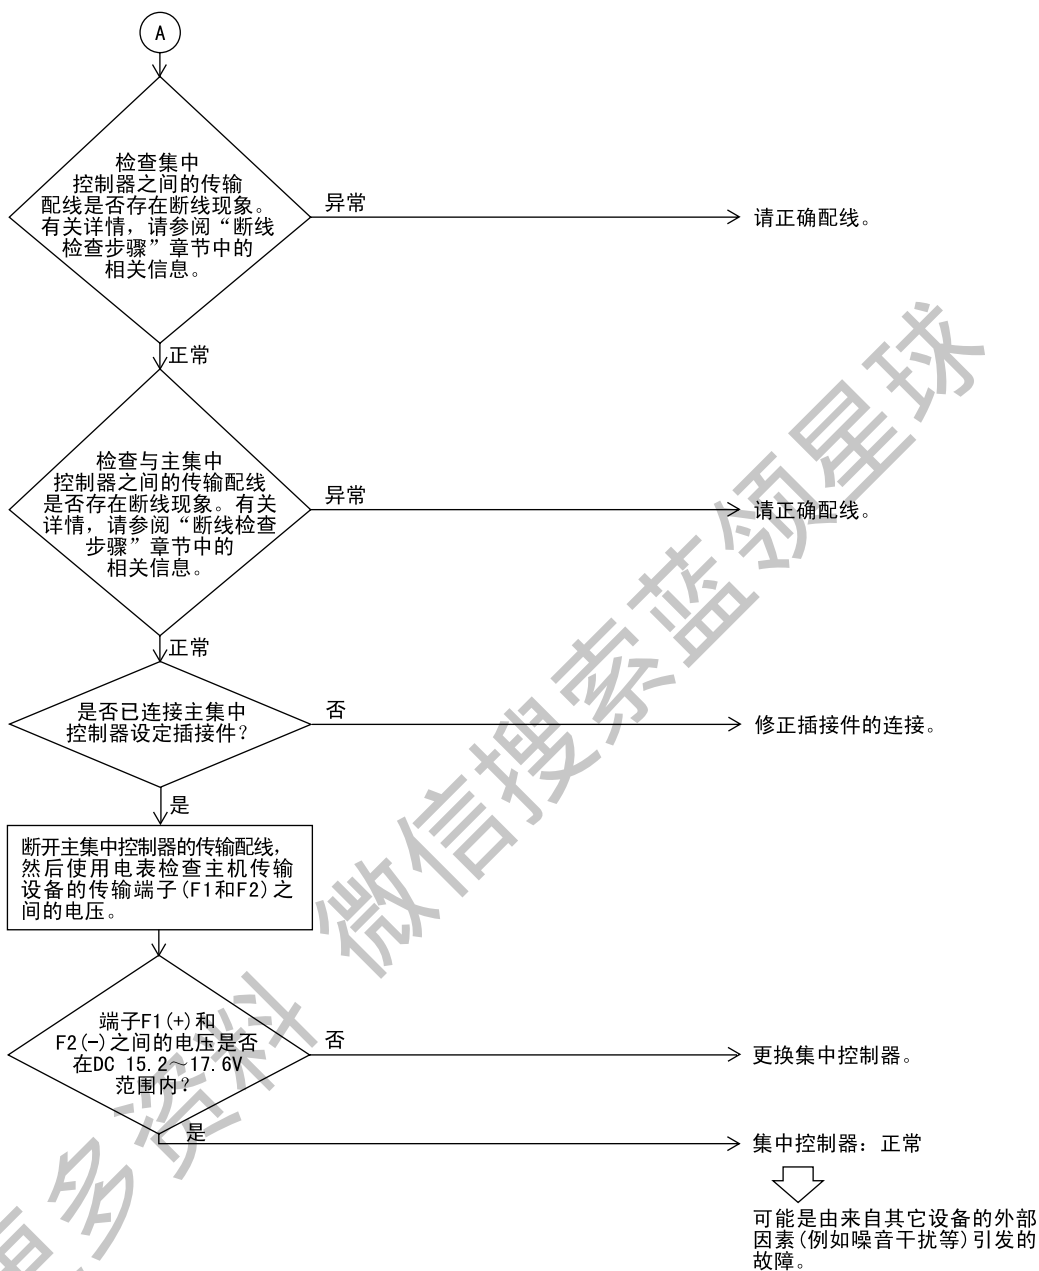 A
检查集中
控制器之间的传输
配线是否存在断线现象。
有关详情，请参阅“断线
检查步骤”章节中的
相关信息。
异常
请正确配线。
正常
检查与主集中
控制器之间的传输配线
是否存在断线现象。有关
详情，请参阅“断线检查
步骤”章节中的
相关信息。
异常
请正确配线。
正常
是否已连接主集中
控制器设定插接件？
否
修正插接件的连接。
是
断开主集中控制器的传输配线，
然后使用电表检查主机传输
设备的传输端子(F1和F2)之
间的电压。
端子F1(+)和
F2(-)之间的电压是否
在DC 15.2～17.6V
范围内？
否
更换集中控制器。
是
集中控制器：正常
可能是由来自其它设备的外部
因素(例如噪音干扰等)引发的
故障。
更多资料 微信搜索蓝领星球